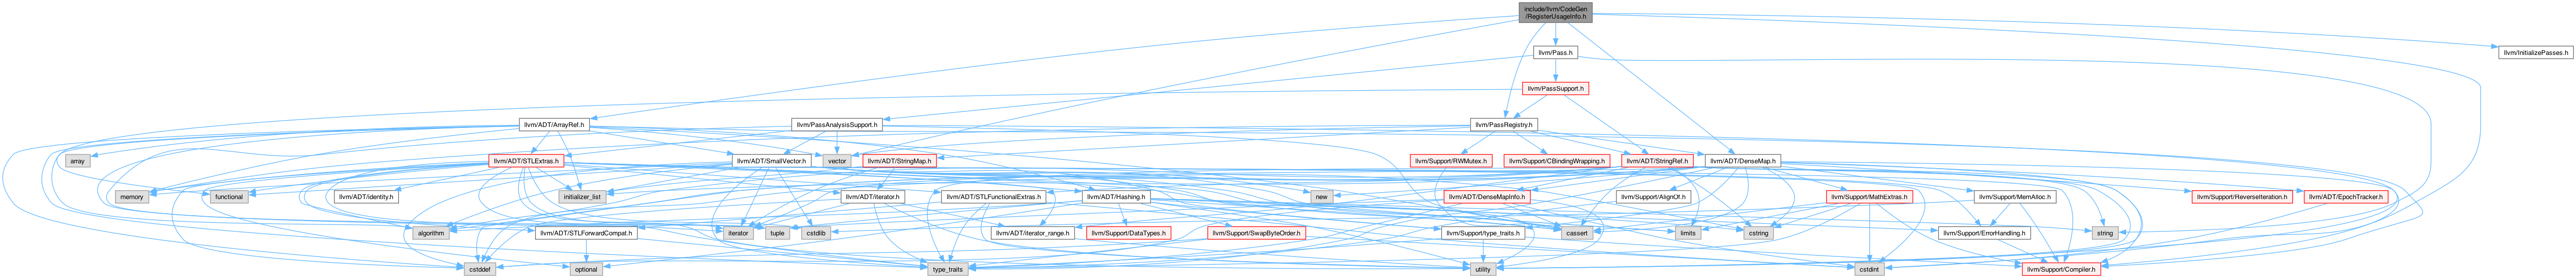 include/llvm/CodeGen
/RegisterUsageInfo.h
llvm/Pass.h
llvm/InitializePasses.h
llvm/PassSupport.h
llvm/ADT/ArrayRef.h
llvm/PassAnalysisSupport.h
llvm/PassRegistry.h
array
llvm/ADT/STLExtras.h
llvm/ADT/SmallVector.h
vector
llvm/ADT/StringMap.h
llvm/Support/RWMutex.h
llvm/Support/CBindingWrapping.h
llvm/ADT/StringRef.h
llvm/ADT/DenseMap.h
memory
functional
llvm/ADT/identity.h
initializer_list
llvm/ADT/iterator.h
llvm/ADT/STLFunctionalExtras.h
llvm/ADT/Hashing.h
new
llvm/ADT/DenseMapInfo.h
llvm/Support/AlignOf.h
llvm/Support/MathExtras.h
llvm/Support/MemAlloc.h
llvm/Support/ReverseIteration.h
llvm/ADT/EpochTracker.h
algorithm
llvm/ADT/STLForwardCompat.h
iterator
tuple
cstdlib
llvm/ADT/iterator_range.h
llvm/Support/DataTypes.h
llvm/Support/SwapByteOrder.h
llvm/Support/type_traits.h
cassert
limits
cstring
llvm/Support/ErrorHandling.h
string
cstddef
optional
type_traits
utility
cstdint
llvm/Support/Compiler.h